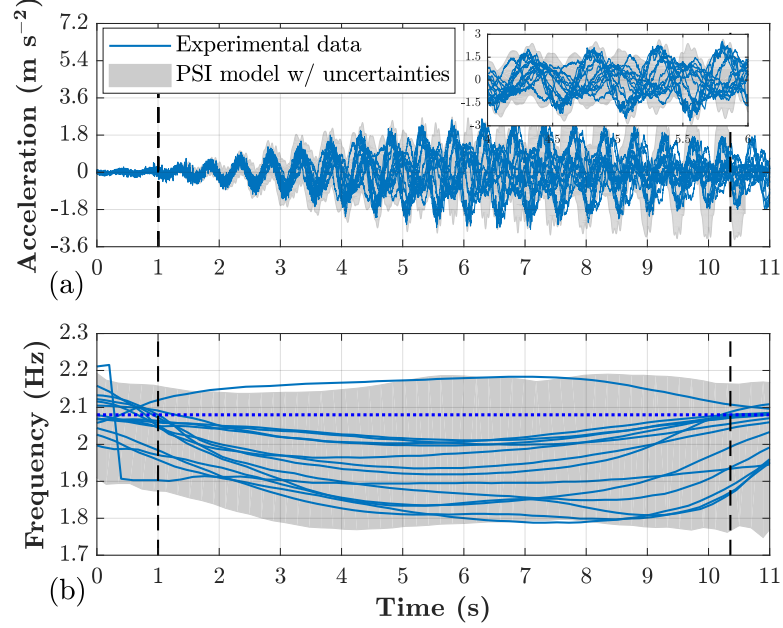 Acceleration (m s⁻²)
7.2
5.4
3.6
1.8
0
-1.8
-3.6
Experimental data
PSI model w/ uncertainties
3
1.5
0
-1.5
-3
5.5
6
0 1 2 3 4 5 6 7 8 9 10 11
(a)
Frequency (Hz)
2.3
2.2
2.1
2
1.9
1.8
1.7
0 1 2 3 4 5 6 7 8 9 10 11
(b)
Time (s)